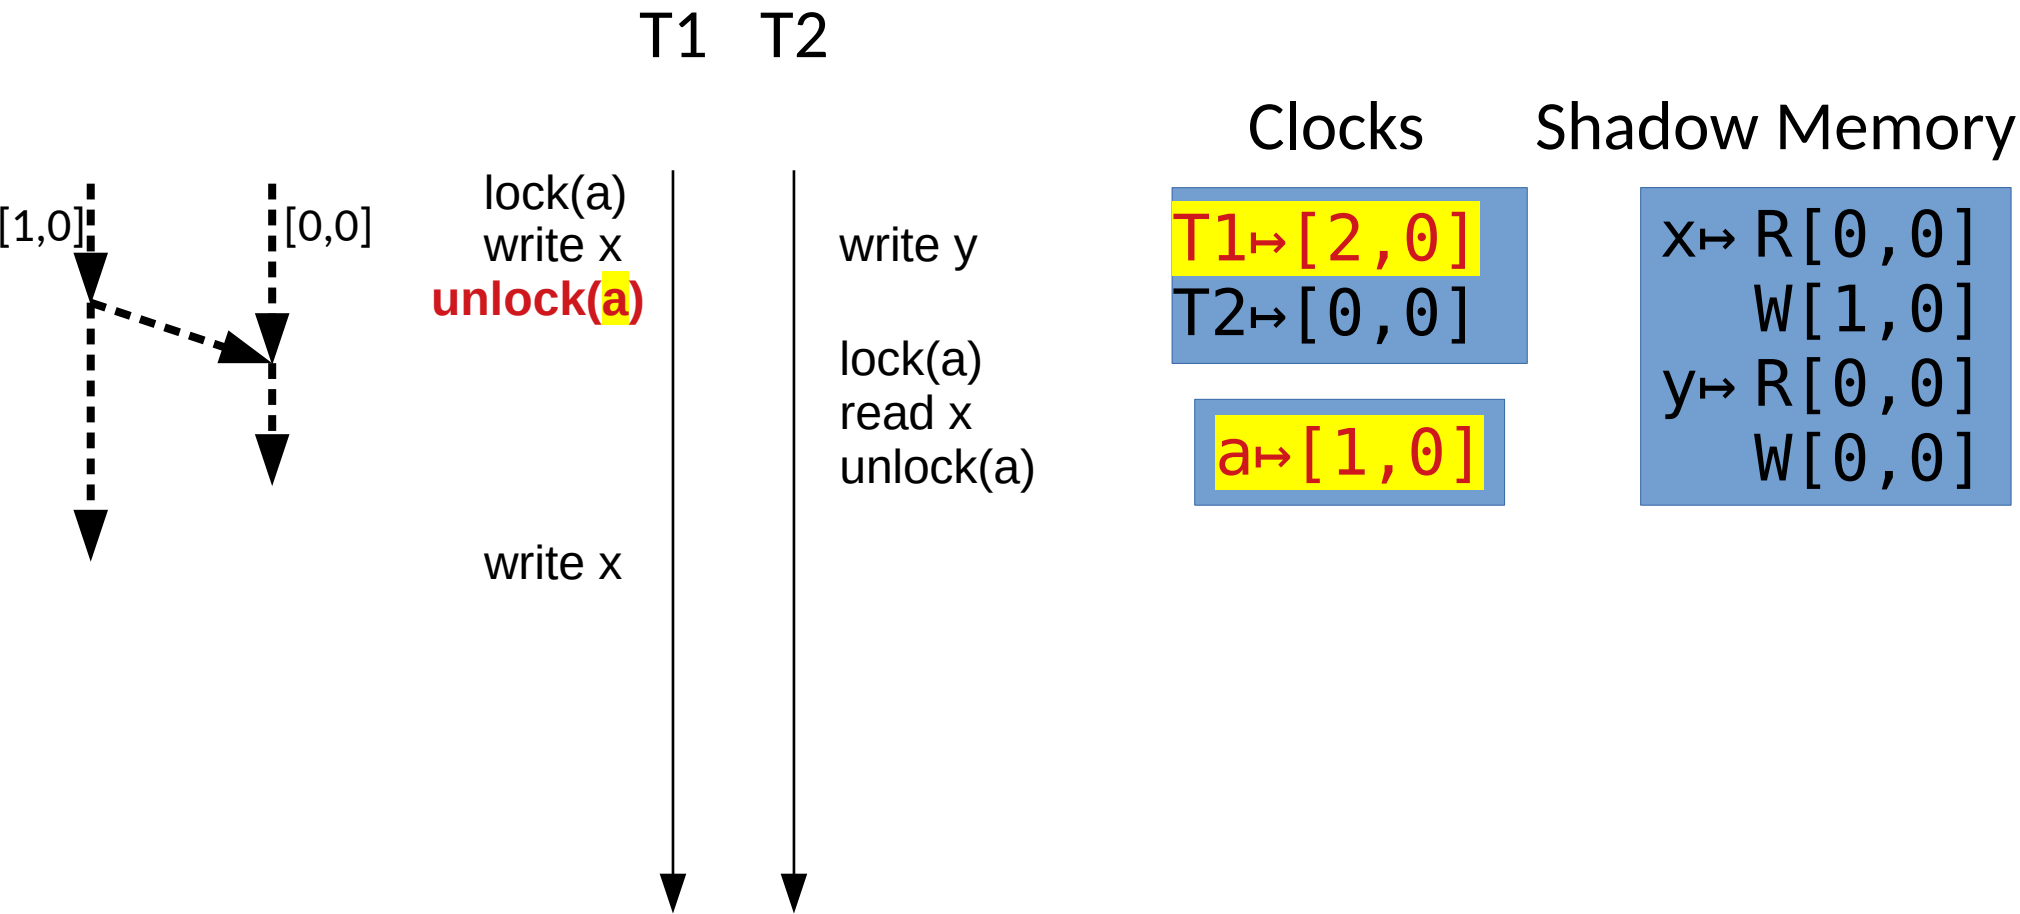 T1 T2
Clocks
Shadow Memory
[1,0]
[0,0]
lock(a)
write x
unlock(a)
write x
write y
lock(a)
read x
unlock(a)
T1↦[2,0]
T2↦[0,0]
a↦[1,0]
x↦ R[0,0]
W[1,0]
y↦ R[0,0]
W[0,0]